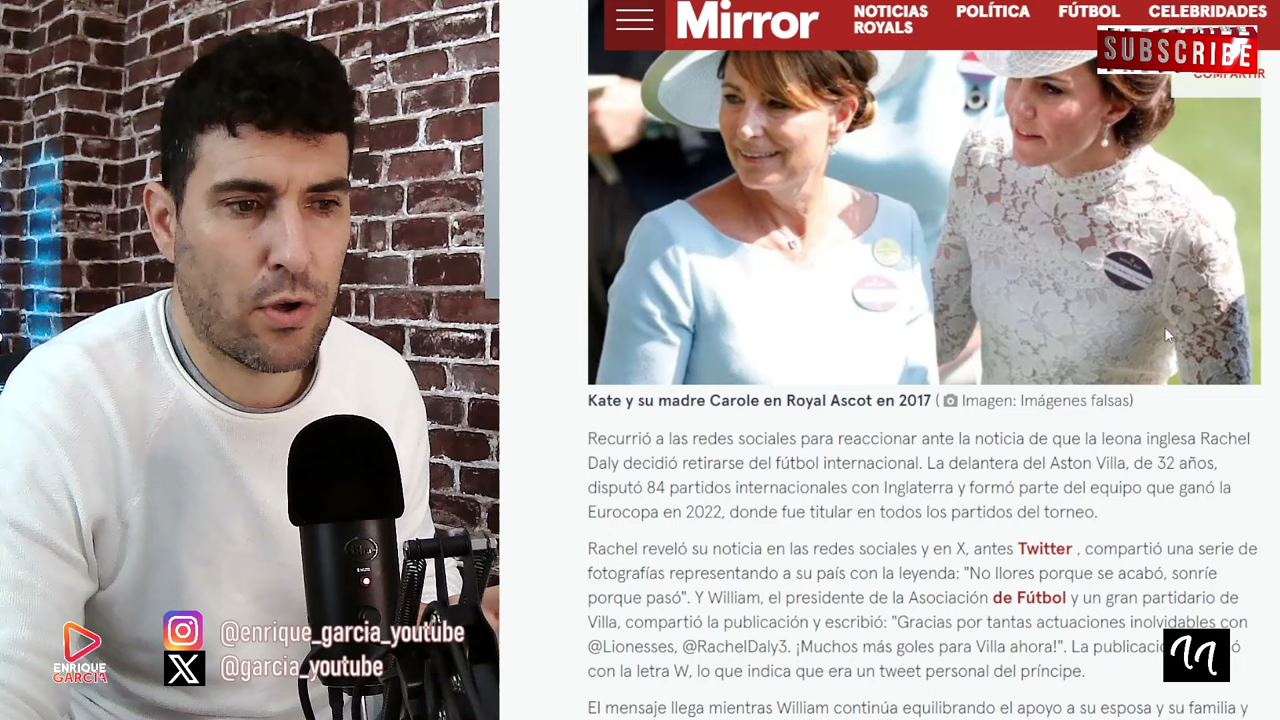 Mirror
NOTICIAS POLÍTICA FÚTBOL CELEBRIDADES
ROYALS
SUBSCRIBE
COMPARTIR
Kate y su madre Carole en Royal Ascot en 2017 ( Imagen: Imágenes falsas)
Recurrió a las redes sociales para reaccionar ante la noticia de que la leona inglesa Rachel
Daly decidió retirarse del fútbol internacional. La delantera del Aston Villa, de 32 años,
disputó 84 partidos internacionales con Inglaterra y formó parte del equipo que ganó la
Eurocopa en 2022, donde fue titular en todos los partidos del torneo.
Rachel reveló su noticia en las redes sociales y en X, antes Twitter , compartió una serie de
fotografías representando a su país con la leyenda: "No llores porque se acabó, sonríe
porque pasó". Y William, el presidente de la Asociación de Fútbol y un gran partidario de
Villa, compartió la publicación y escribió: "Gracias por tantas actuaciones inolvidables con
@Lionesses, @RachelDaly3. ¡Muchos más goles para Villa ahora!". La
con la letra W, lo que indica que era un tweet personal del príncipe.
El mensaje llega mientras William continúa equilibrando el apoyo a su esposa y su familia y
@enrique_garcia_youtube
@garcia_youtube
ENRIQUE
GARCIA